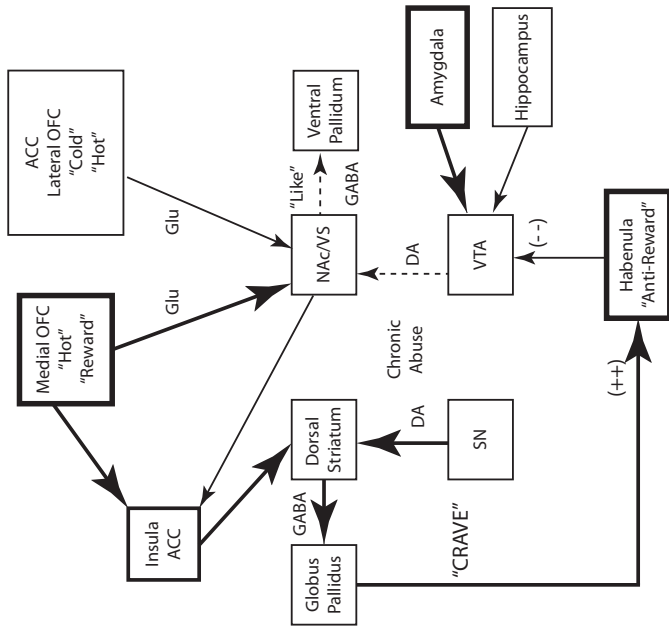 ACC
Lateral OFC
"Cold"
"Hot"
Medial OFC
"Hot"
"Reward"
Insula
ACC
Glu
Glu
"Like"
GABA
Ventral
Pallidum
NAc/VS
DA
Chronic
Abuse
Dorsal
Striatum
GABA
Globus
Pallidus
DA
SN
"CRAVE"
VTA
Amygdala
Hippocampus
(- -)
(++)
Habenula
"Anti-Reward"